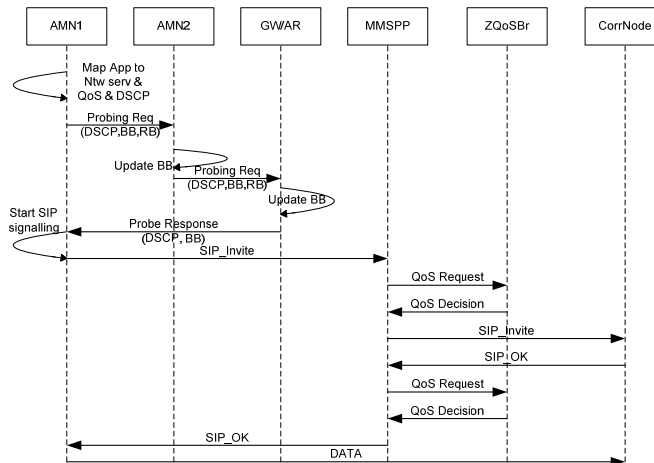 AMN1
AMN2
GW/AR
MMSPP
ZQoSBr
CorrNode
Map App to
Ntw serv &
QoS & DSCP
Probing Req
(DSCP,BB,RB)
Update BB
Probing Req
(DSCP,BB,RB)
Update BB
Start SIP
signalling
Probe Response
(DSCP, BB)
SIP_Invite
QoS Request
QoS Decision
SIP_Invite
SIP_OK
QoS Request
QoS Decision
SIP_OK
DATA